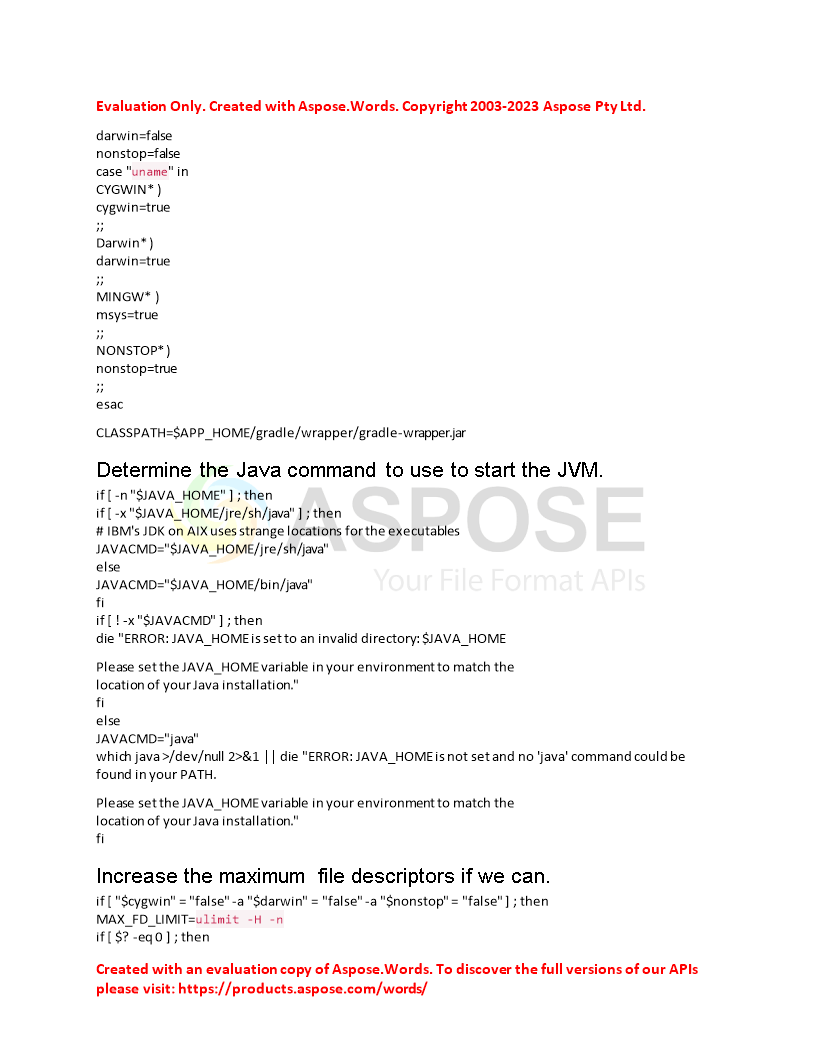 Evaluation Only. Created with Aspose.Words. Copyright 2003-2023 Aspose Pty Ltd.
darwin=false
nonstop=false
case "uname" in
CYGWIN* )
cygwin=true
;;
Darwin* )
darwin=true
;;
MINGW* )
msys=true
;;
NONSTOP* )
nonstop=true
;;
esac
CLASSPATH=$APP_HOME/gradle/wrapper/gradle-wrapper.jar
Determine the Java command to use to start the JVM.
if [ -n "$JAVA_HOME" ] ; then
if [ -x "$JAVA_HOME/jre/sh/java" ] ; then
# IBM's JDK on AIX uses strange locations for the executables
JAVACMD="$JAVA_HOME/jre/sh/java"
else
JAVACMD="$JAVA_HOME/bin/java"
fi
if [ ! -x "$JAVACMD" ] ; then
die "ERROR: JAVA_HOME is set to an invalid directory: $JAVA_HOME
ASPOSE
Your File Format APIs
Please set the JAVA_HOME variable in your environment to match the
location of your Java installation."
fi
else
JAVACMD="java"
which java >/dev/null 2>&1 || die "ERROR: JAVA_HOME is not set and no 'java' command could be
found in your PATH.
Please set the JAVA_HOME variable in your environment to match the
location of your Java installation."
fi
Increase the maximum file descriptors if we can.
if [ "$cygwin" = "false" -a "$darwin" = "false" -a "$nonstop" = "false" ] ; then
MAX_FD_LIMIT=ulimit -H -n
if [ $? -eq 0 ] ; then
Created with an evaluation copy of Aspose.Words. To discover the full versions of our APIs
please visit: https://products.aspose.com/words/